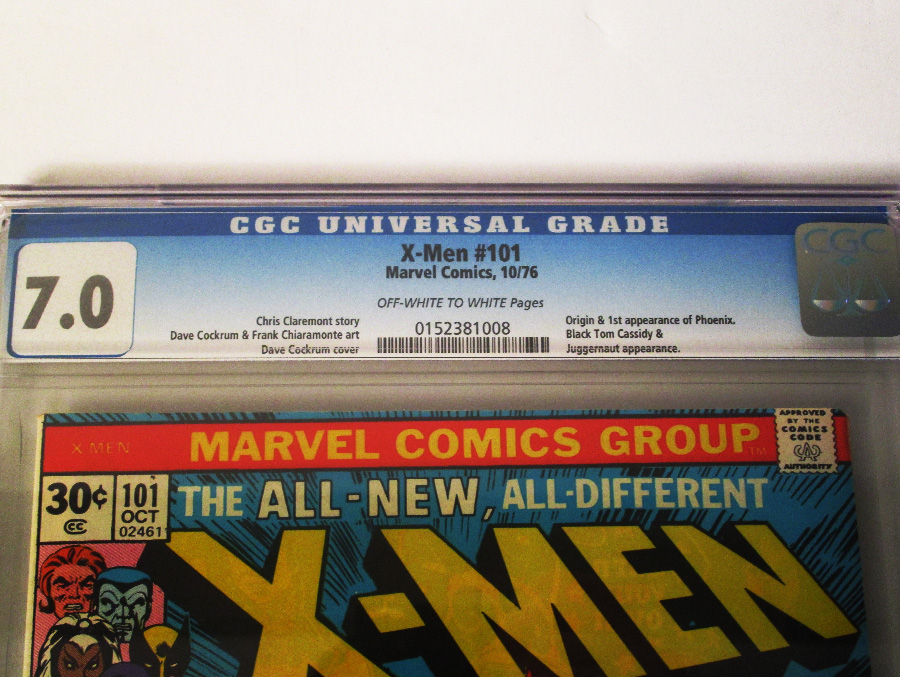 CGC UNIVERSAL GRADE
7.0
X-Men #101
Marvel Comics, 10/76
OFF-WHITE TO WHITE Pages
Chris Claremont story
Dave Cockrum & Frank Chiaramonte art
Dave Cockrum cover
0152381008
Origin & 1st appearance of Phoenix.
Black Tom Cassidy &
Juggernaut appearance.
CGC
X MEN
MARVEL COMICS GROUP™
APPROVED
BY THE
COMICS
CODE
AUTHORITY
30¢
CC
101
OCT
02461
THE ALL-NEW, ALL-DIFFERENT
X-MEN